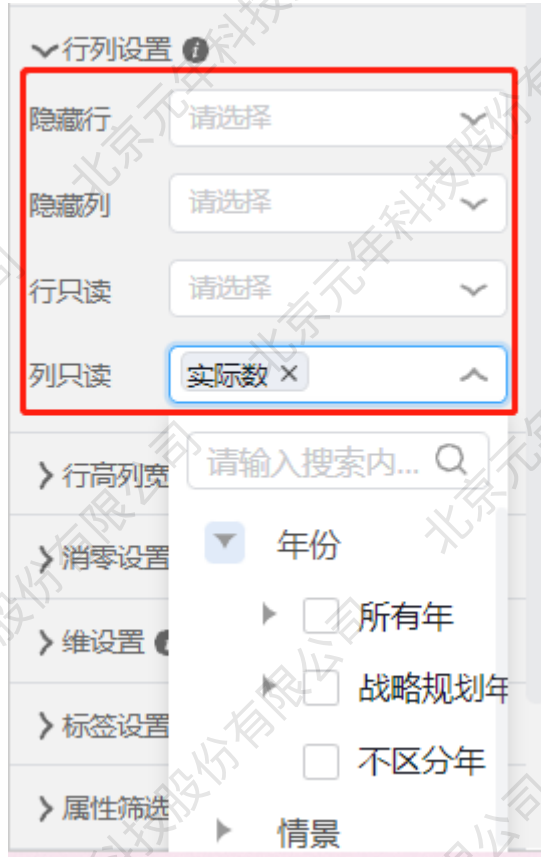 行列设置
隐藏行 请选择
隐藏列 请选择
行只读 请选择
列只读 实际数 ×
请输入搜索内...
行高列宽
年份
消零设置
所有年
维设置
战略规划年
标签设置
不区分年
属性筛选
情景
北京元年科技股份有限公司